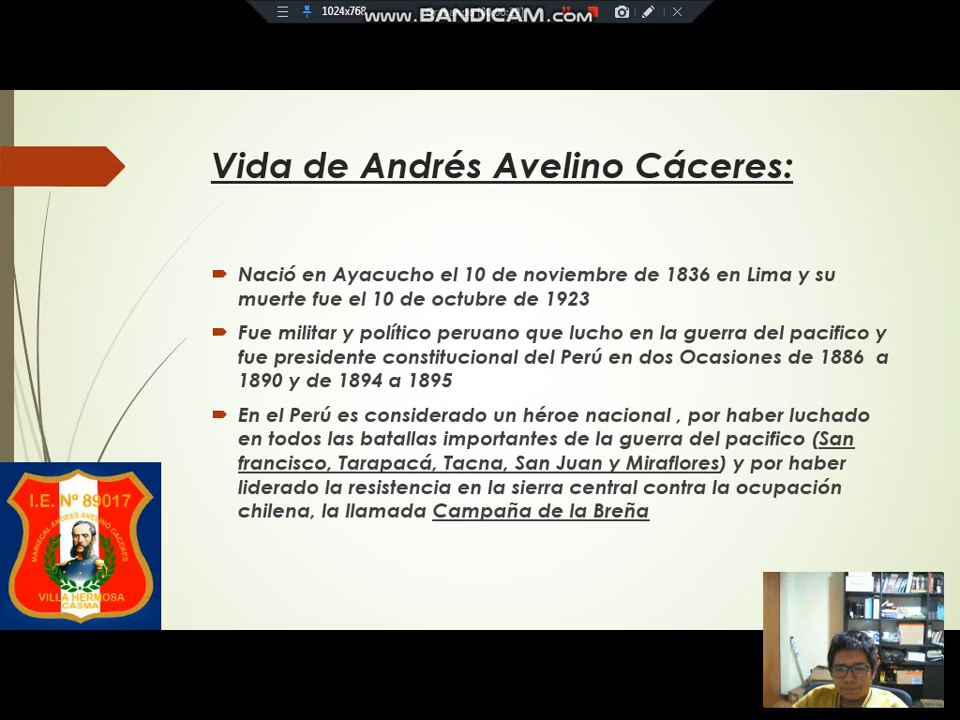 1024x768
www.BANDICAM.com
Vida de Andrés Avelino Cáceres:
Nació en Ayacucho el 10 de noviembre de 1836 en Lima y su
muerte fue el 10 de octubre de 1923
Fue militar y político peruano que lucho en la guerra del pacifico y
fue presidente constitucional del Perú en dos Ocasiones de 1886 a
1890 y de 1894 a 1895
En el Perú es considerado un héroe nacional , por haber luchado
en todos las batallas importantes de la guerra del pacifico (San
francisco, Tarapacá, Tacna, San Juan y Miraflores) y por haber
liderado la resistencia en la sierra central contra la ocupación
chilena, la llamada Campaña de la Breña
I.E. Nº 89017
MARISCAL ANDRES AVELINO CACERES
VILLA HERMOSA
CASMA